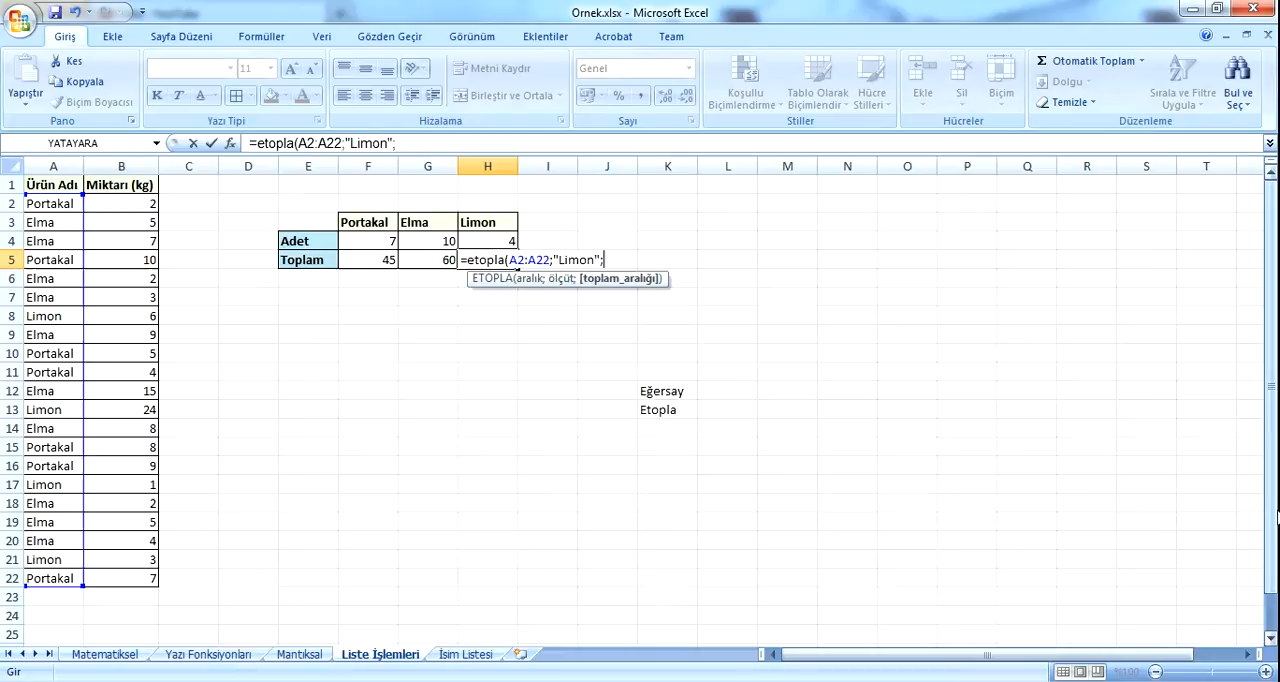 Ornek.xlsx - Microsoft Excel
Giriş Ekle Sayfa Düzeni Formüller Veri Gözden Geçir Görünüm Eklentiler Acrobat Team
Yapıştır
Kes
Kopyala
Biçim Boyacısı
Pano
11
K T A
Yazı Tipi
Metni Kaydır
Birleştir ve Ortala
Hizalama
Genel
%
Sayı
Koşullu Biçimlendirme
Tablo Olarak Biçimlendir
Hücre Stilleri
Stiller
Ekle Sil Biçim
Hücreler
Σ Otomatik Toplam
Dolgu
Temizle
Sırala ve Filtre Uygula
Bul ve Seç
Düzenleme
YATAYARA fx =etopla(A2:A22;"Limon";
A B C D E F G H I J K L M N O P Q R S T
1 Ürün Adı Miktarı (kg)
2 Portakal 2
3 Elma 5 Portakal Elma Limon
4 Elma 7 Adet 7 10 4
5 Portakal 10 Toplam 45 60 =etopla(A2:A22;"Limon";
ETOPLA(aralık; ölçüt; [toplam_aralığı])
6 Elma 2
7 Elma 3
8 Limon 6
9 Elma 9
10 Portakal 5
11 Portakal 4
12 Elma 15 Eğersay
13 Limon 24 Etopla
14 Elma 8
15 Portakal 8
16 Portakal 9
17 Limon 1
18 Elma 2
19 Elma 5
20 Elma 4
21 Limon 3
22 Portakal 7
23
24
25
Matematiksel Yazı Fonksiyonları Mantiksal Liste İşlemleri İsim Listesi
Gir %100